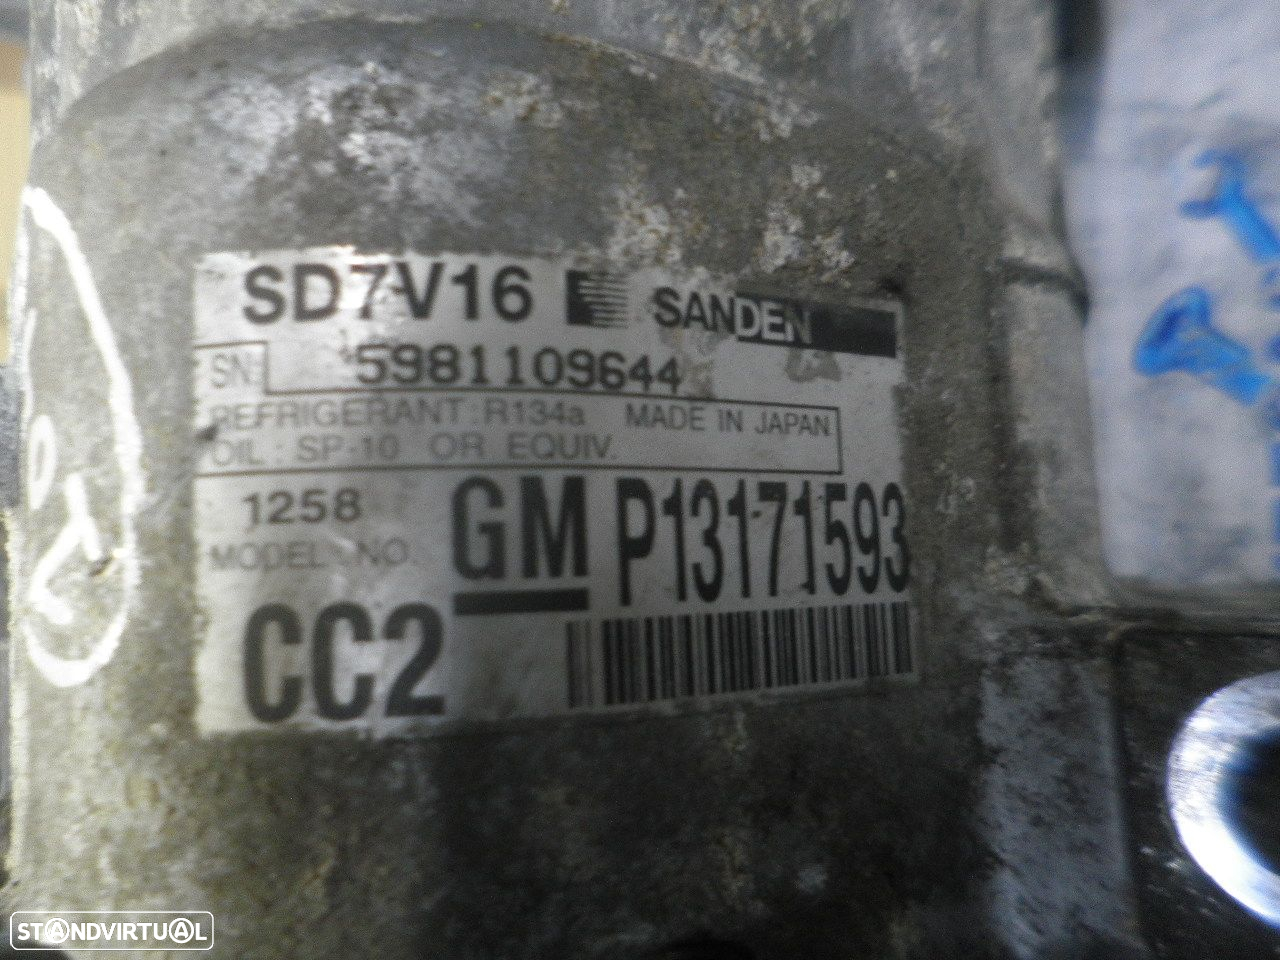 SD7V16 SANDEN
SN 5981109644
REFRIGERANT : R134a MADE IN JAPAN
OIL : SP-10 OR EQUIV.
1258 GM P13171593
MODEL NO
CC2
STANDVIRTUAL